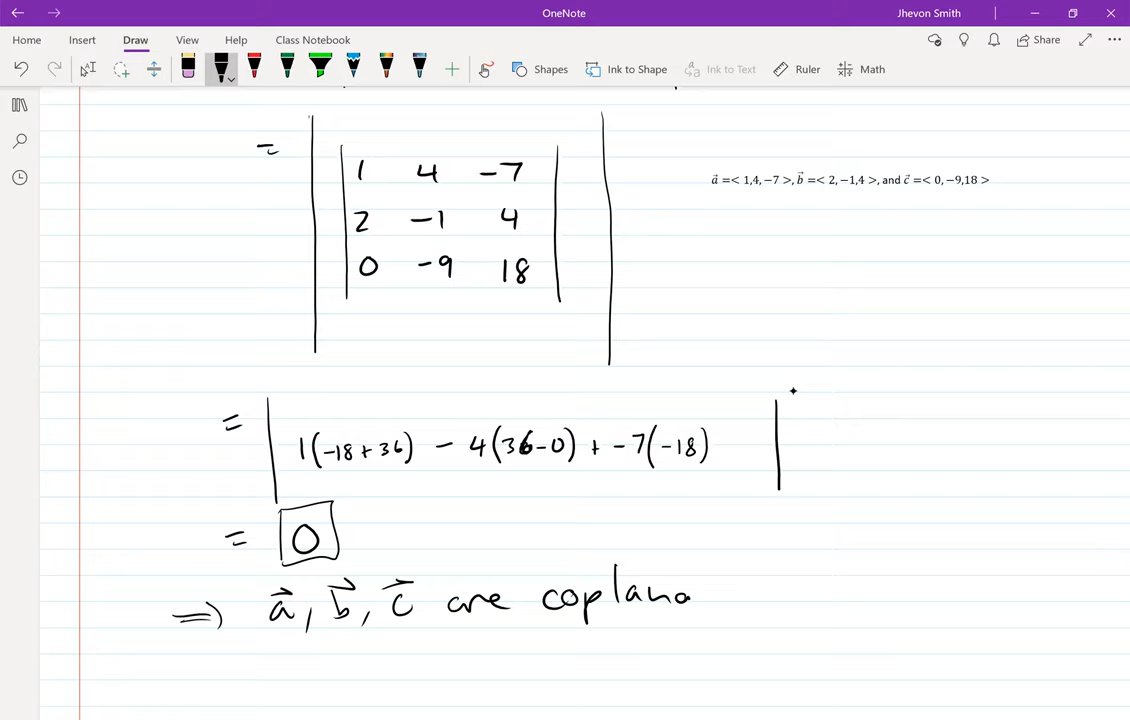 OneNote
Jhevon Smith
Home Insert Draw View Help Class Notebook
Share
Shapes Ink to Shape Ink to Text Ruler Math
= | | 1 4 -7
2 -1 4
0 -9 18 | |
a⃗ =< 1,4, −7 >, b⃗ =< 2, −1,4 >, and c⃗ =< 0, −9,18 >
= | 1(-18+36) - 4(36-0) + -7(-18) |
= 0
⇒ a⃗, b⃗, c⃗ are coplana